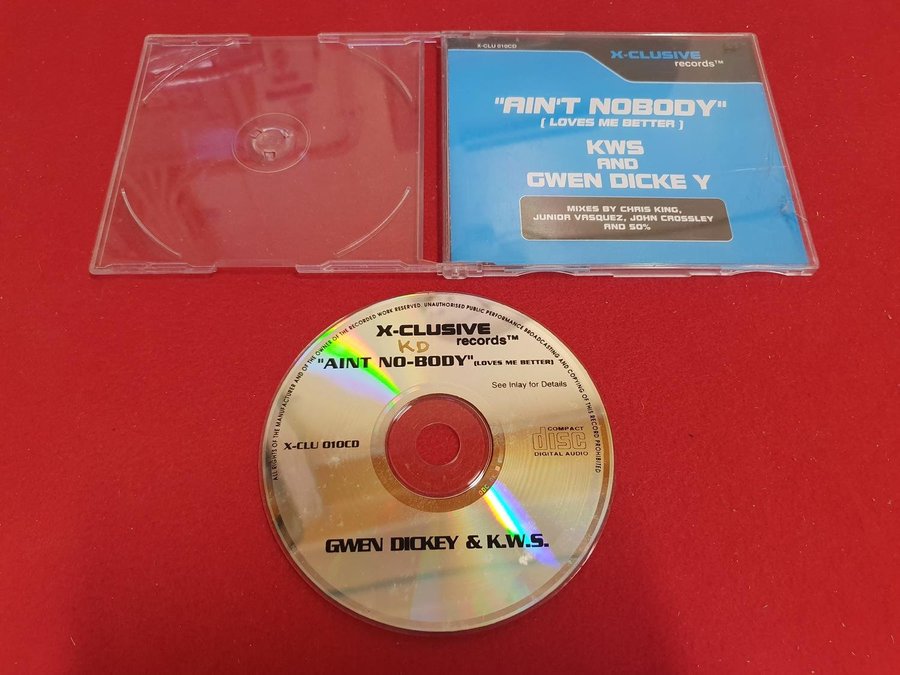 X-CLU 010CD
X-CLUSIVE
records™
"AIN'T NOBODY"
( LOVES ME BETTER )
KWS
AND
GWEN DICKE Y
MIXES BY CHRIS KING,
JUNIOR VASQUEZ, JOHN CROSSLEY
AND 50%
ALL RIGHTS OF THE MANUFACTURER AND OF THE OWNER OF THE RECORDED WORK RESERVED. UNAUTHORISED PUBLIC PERFORMANCE BROADCASTING AND COPYING OF THIS RECORD PROHIBITED
X-CLUSIVE
records™
KD
"AINT NO-BODY" (LOVES ME BETTER)
See Inlay for Details
X-CLU 010CD
COMPACT
disc
DIGITAL AUDIO
GWEN DICKEY & K.W.S.